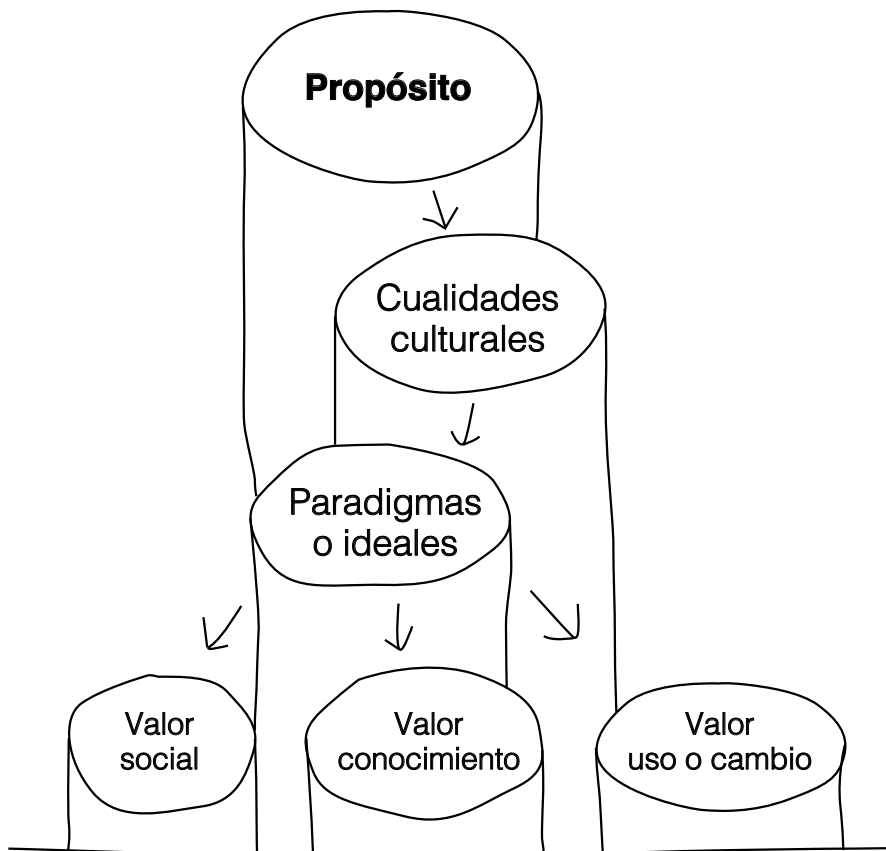 Propósito
Cualidades
culturales
Paradigmas
o ideales
Valor
social
Valor
conocimiento
Valor
uso o cambio